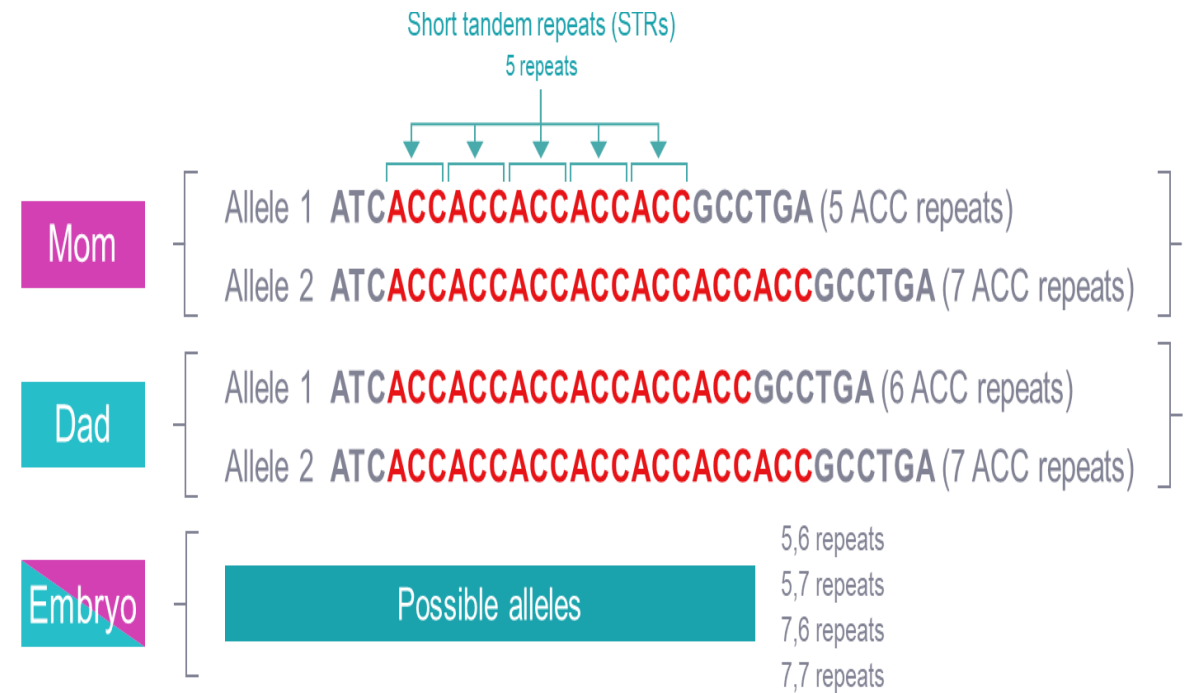 Short tandem repeats (STRs)
5 repeats
Mom
Allele 1 ATCACCACCACCACCACCGCCTGA (5 ACC repeats)
Allele 2 ATCACCACCACCACCACCACCACCGCCTGA (7 ACC repeats)
Dad
Allele 1 ATCACCACCACCACCACCACCGCCTGA (6 ACC repeats)
Allele 2 ATCACCACCACCACCACCACCACCGCCTGA (7 ACC repeats)
Embryo
Possible alleles
5,6 repeats
5,7 repeats
7,6 repeats
7,7 repeats